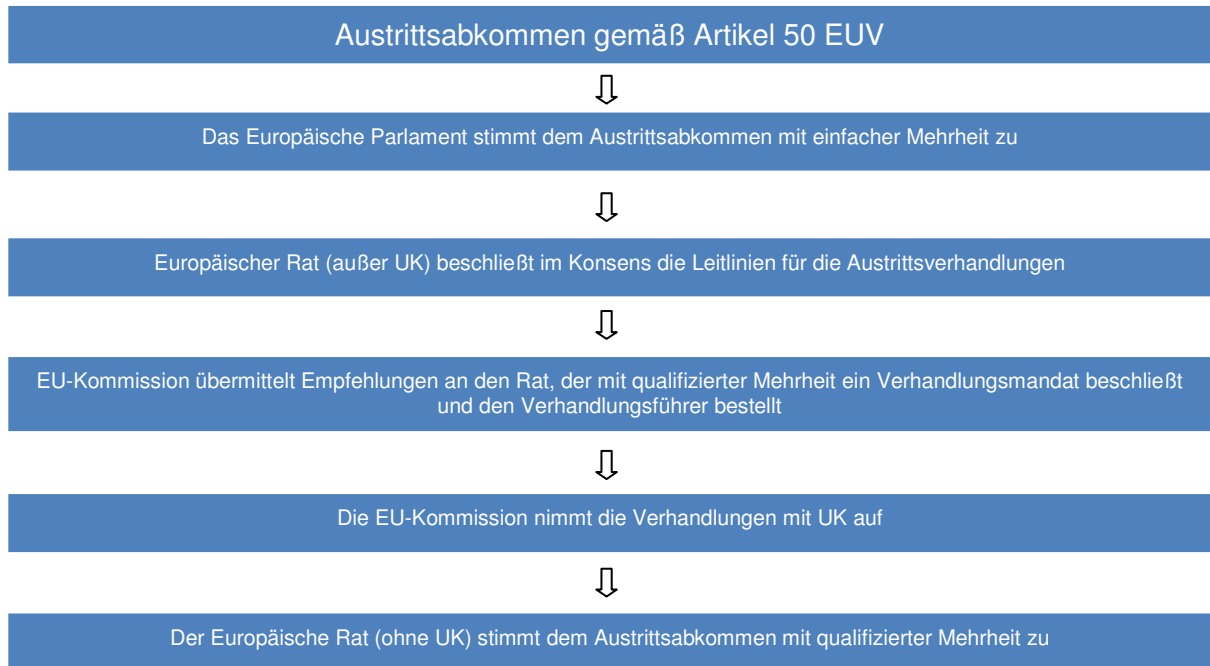 Austrittsabkommen gemäß Artikel 50 EUV
Das Europäische Parlament stimmt dem Austrittsabkommen mit einfacher Mehrheit zu
Europäischer Rat (außer UK) beschließt im Konsens die Leitlinien für die Austrittsverhandlungen
EU-Kommission übermittelt Empfehlungen an den Rat, der mit qualifizierter Mehrheit ein Verhandlungsmandat beschließt
und den Verhandlungsführer bestellt
Die EU-Kommission nimmt die Verhandlungen mit UK auf
Der Europäische Rat (ohne UK) stimmt dem Austrittsabkommen mit qualifizierter Mehrheit zu